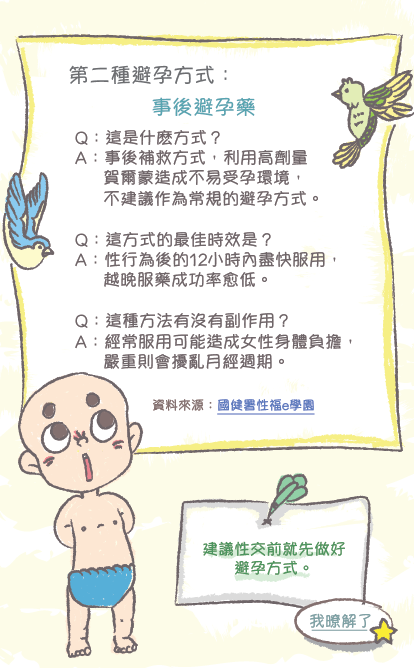 第二種避孕方式：
事後避孕藥
Q：這是什麼方式？
A：事後補救方式，利用高劑量
賀爾蒙造成不易受孕環境，
不建議作為常規的避孕方式。
Q：這方式的最佳時效是？
A：性行為後的12小時內盡快服用，
越晚服藥成功率愈低。
Q：這種方法有沒有副作用？
A：經常服用可能造成女性身體負擔，
嚴重則會擾亂月經週期。
資料來源：國健署性福e學園
建議性交前就先做好
避孕方式。
我瞭解了